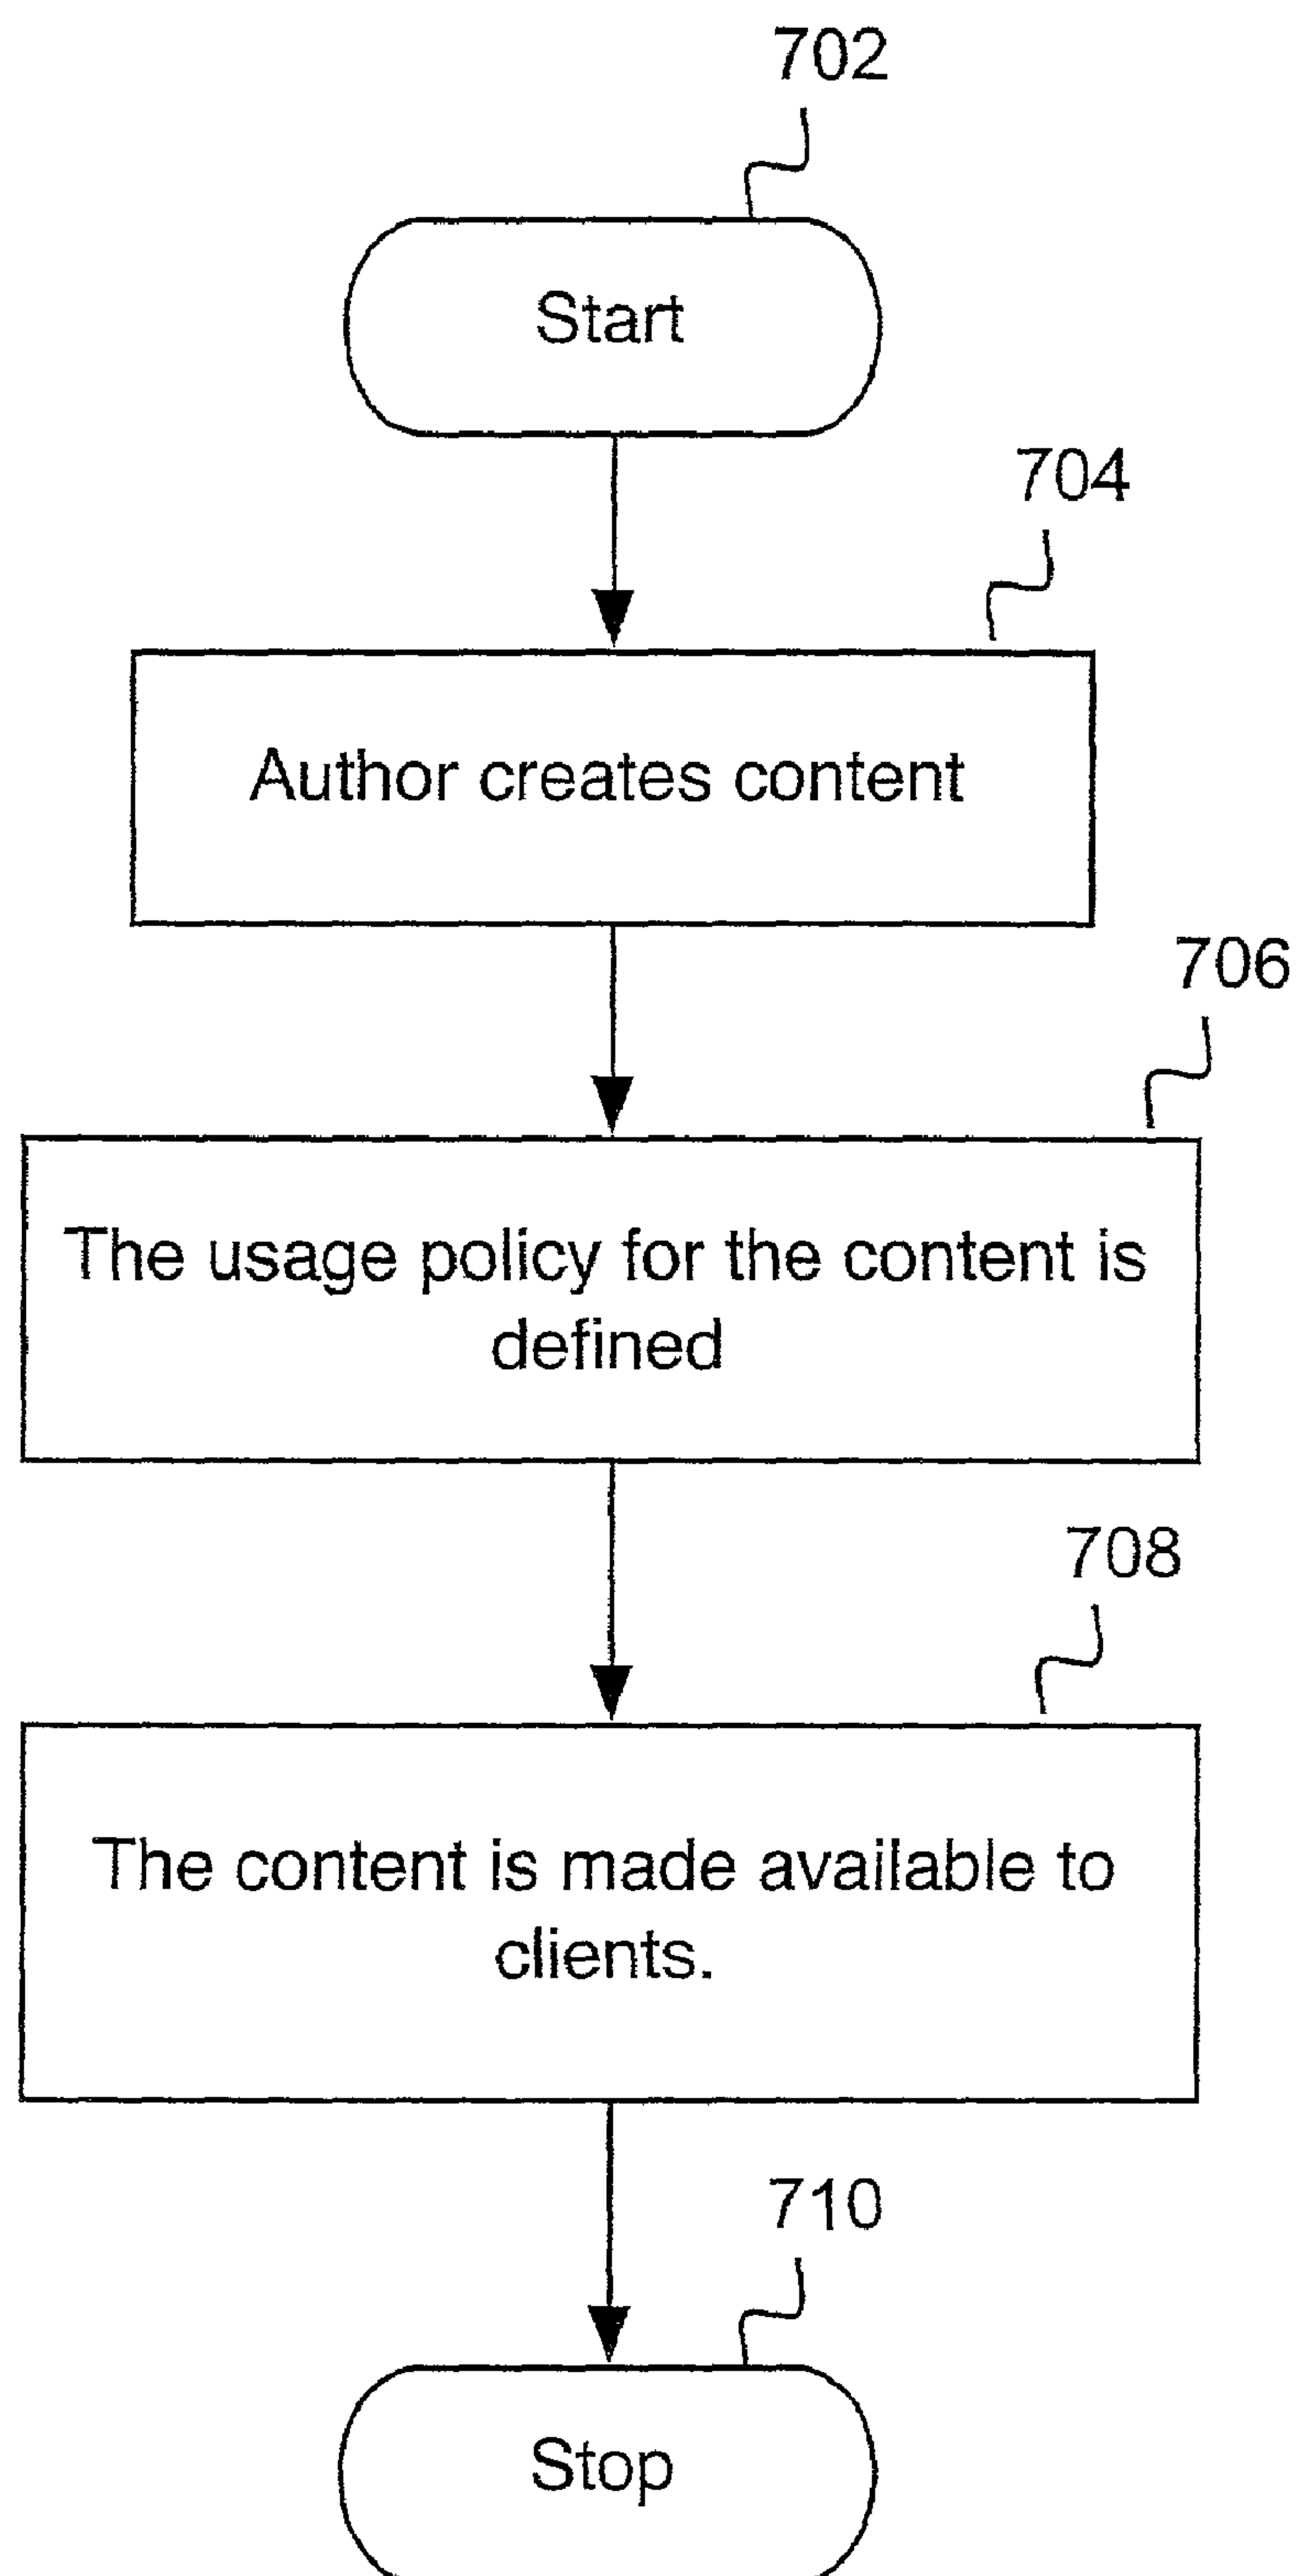 702
Start
704
Author creates content
706
The usage policy for the content is
defined
708
The content is made available to
clients.
710
Stop